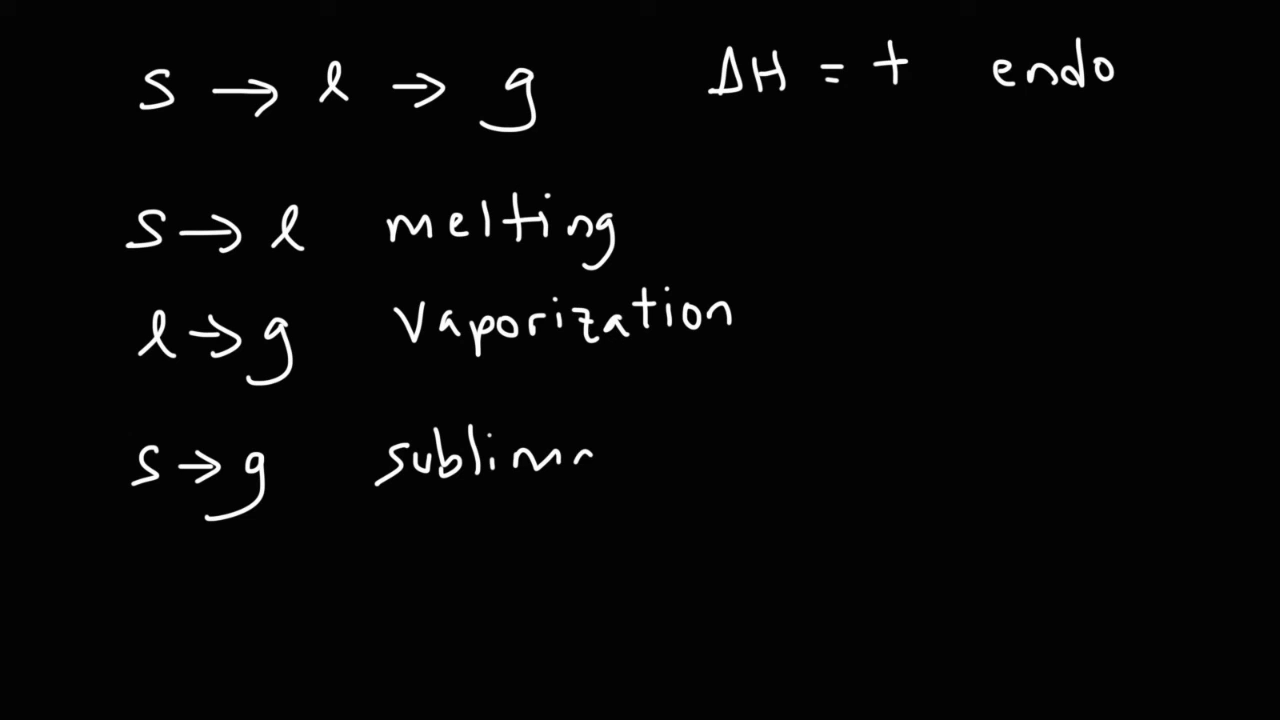 s → l → g ΔH = + endo
s → l melting
l → g vaporization
s → g sublim